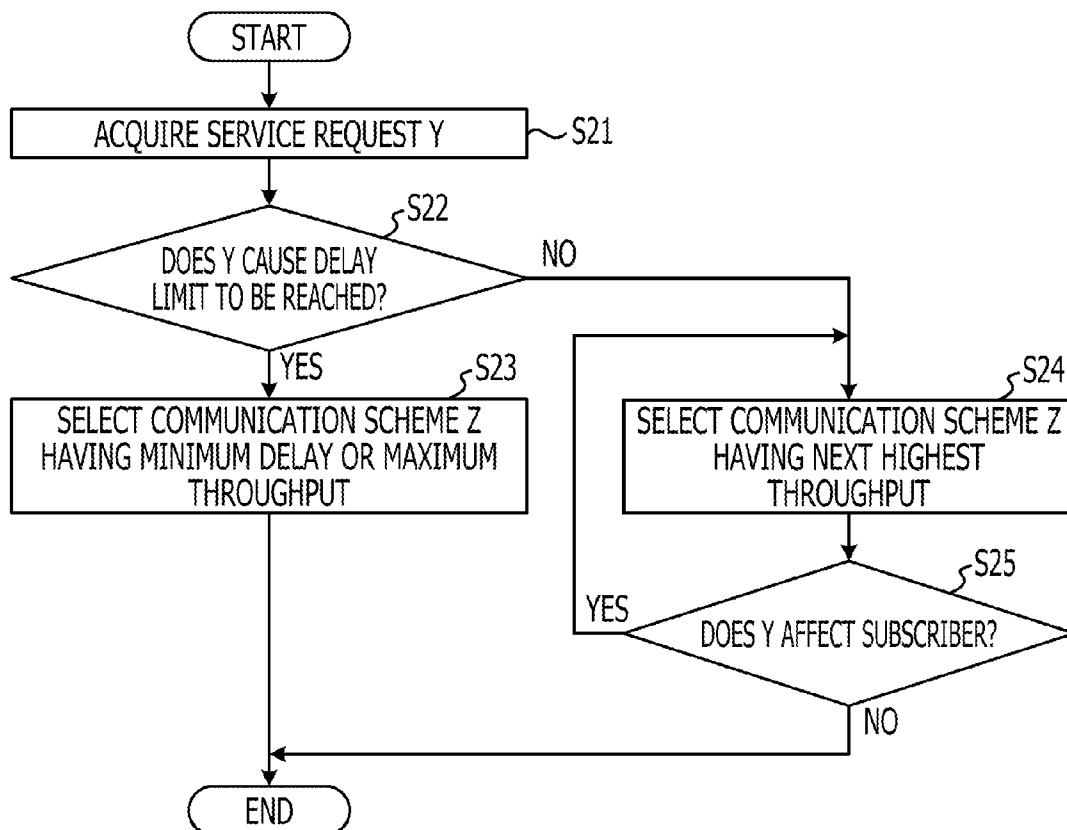 START
ACQUIRE SERVICE REQUEST Y
S21
S22
DOES Y CAUSE DELAY
LIMIT TO BE REACHED?
NO
YES
S23
SELECT COMMUNICATION SCHEME Z
HAVING MINIMUM DELAY OR MAXIMUM
THROUGHPUT
S24
SELECT COMMUNICATION SCHEME Z
HAVING NEXT HIGHEST
THROUGHPUT
S25
YES
DOES Y AFFECT SUBSCRIBER?
NO
END